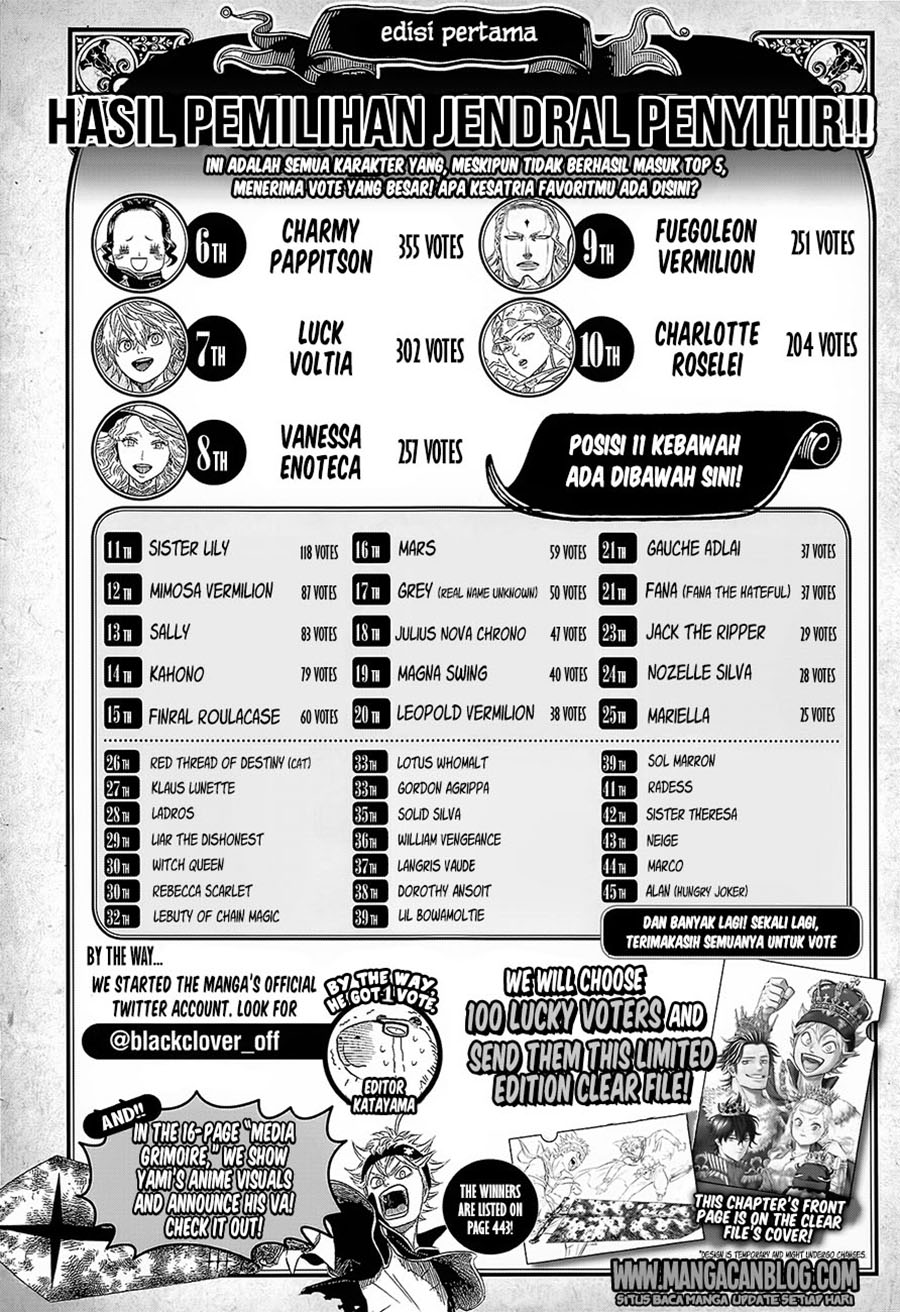 edisi pertama
HASIL PEMILIHAN JENDRAL PENYIHIR!!
INI ADALAH SEMUA KARAKTER YANG, MESKIPUN TIDAK BERHASIL MASUK TOP 5,
MENERIMA VOTE YANG BESAR! APA KESATRIA FAVORITMU ADA DISINI?
6TH CHARMY PAPPITSON 355 VOTES
7TH LUCK VOLTIA 302 VOTES
8TH VANESSA ENOTECA 257 VOTES
9TH FUEGOLEON VERMILION 251 VOTES
10TH CHARLOTTE ROSELEI 204 VOTES
POSISI 11 KEBAWAH
ADA DIBAWAH SINI!
11TH SISTER LILY 118 VOTES
12TH MIMOSA VERMILION 87 VOTES
13TH SALLY 83 VOTES
14TH KAHONO 79 VOTES
15TH FINRAL ROULACASE 60 VOTES
16TH MARS 59 VOTES
17TH GREY (REAL NAME UNKNOWN) 50 VOTES
18TH JULIUS NOVA CHRONO 47 VOTES
19TH MAGNA SWING 40 VOTES
20TH LEOPOLD VERMILION 38 VOTES
21TH GAUCHE ADLAI 37 VOTES
21TH FANA (FANA THE HATEFUL) 37 VOTES
23TH JACK THE RIPPER 29 VOTES
24TH NOZELLE SILVA 28 VOTES
25TH MARIELLA 25 VOTES
26TH RED THREAD OF DESTINY (CAT)
27TH KLAUS LUNETTE
28TH LADROS
29TH LIAR THE DISHONEST
30TH WITCH QUEEN
30TH REBECCA SCARLET
32TH LEBUTY OF CHAIN MAGIC
33TH LOTUS WHOMALT
33TH GORDON AGRIPPA
35TH SOLID SILVA
36TH WILLIAM VENGEANCE
37TH LANGRIS VAUDE
38TH DOROTHY ANSOIT
39TH LIL BOWAMOLTIE
39TH SOL MARRON
41TH RADESS
42TH SISTER THERESA
43TH NEIGE
44TH MARCO
45TH ALAN (HUNGRY JOKER)
DAN BANYAK LAGI! SEKALI LAGI,
TERIMAKASIH SEMUANYA UNTUK VOTE
BY THE WAY...
WE STARTED THE MANGA'S OFFICIAL
TWITTER ACCOUNT. LOOK FOR
@blackclover_off
BY THE WAY,
HE GOT 1 VOTE.
EDITOR
KATAYAMA
WE WILL CHOOSE
100 LUCKY VOTERS AND
SEND THEM THIS LIMITED
EDITION CLEAR FILE!
AND!!
IN THE 16-PAGE "MEDIA
GRIMOIRE," WE SHOW
YAMI'S ANIME VISUALS
AND ANNOUNCE HIS VA!
CHECK IT OUT!
THE WINNERS
ARE LISTED ON
PAGE 443!
THIS CHAPTER'S FRONT
PAGE IS ON THE CLEAR
FILE'S COVER!
*DESIGN IS TEMPORARY AND MIGHT UNDERGO CHANGES.
WWW.MANGACANBLOG.COM
SITUS BACA MANGA UPDATE SETIAP HARI